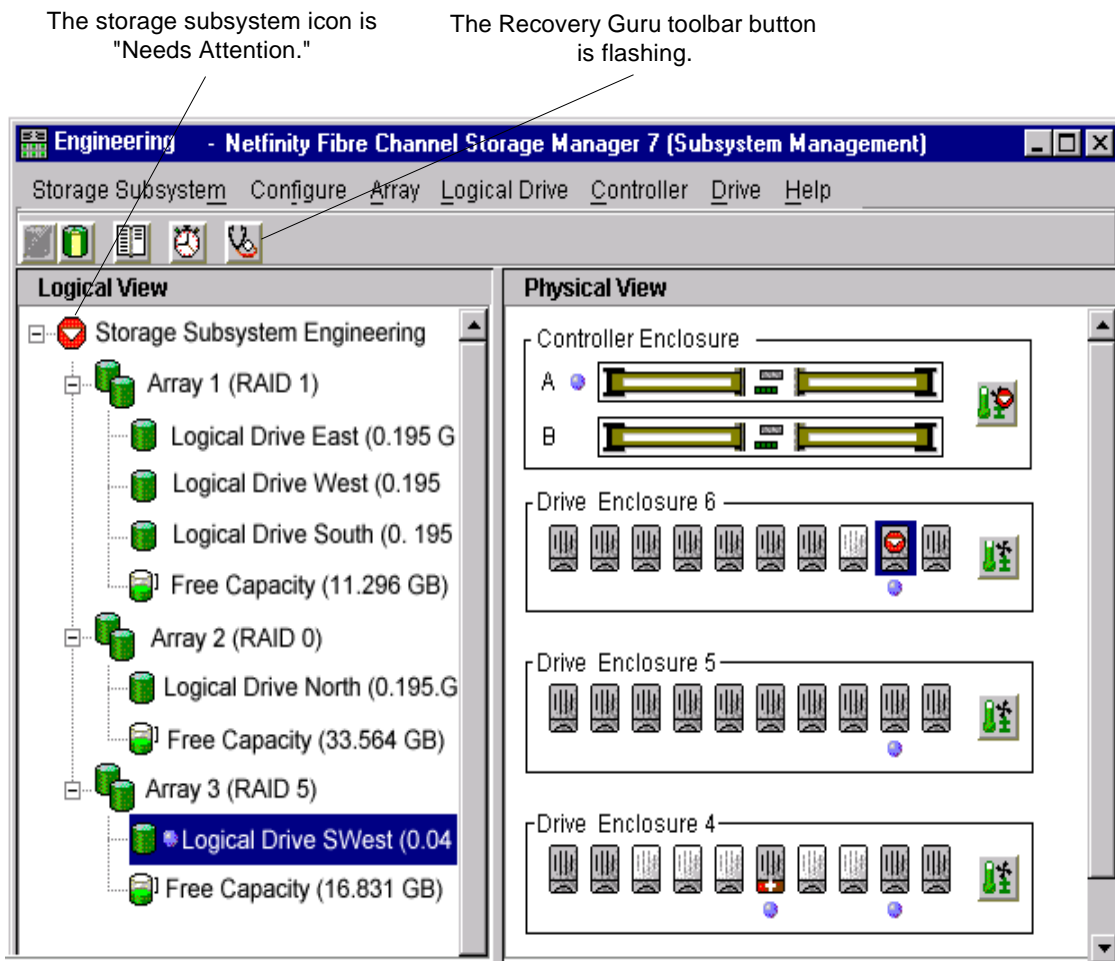 The storage subsystem icon is
"Needs Attention."
The Recovery Guru toolbar button
is flashing.
Engineering - Netfinity Fibre Channel Storage Manager 7 (Subsystem Management)
Storage Subsystem Configure Array Logical Drive Controller Drive Help
Logical View
Storage Subsystem Engineering
Array 1 (RAID 1)
Logical Drive East (0.195 G
Logical Drive West (0.195
Logical Drive South (0. 195
Free Capacity (11.296 GB)
Array 2 (RAID 0)
Logical Drive North (0.195.G
Free Capacity (33.564 GB)
Array 3 (RAID 5)
Logical Drive SWest (0.04
Free Capacity (16.831 GB)
Physical View
Controller Enclosure
A
B
Drive Enclosure 6
Drive Enclosure 5
Drive Enclosure 4